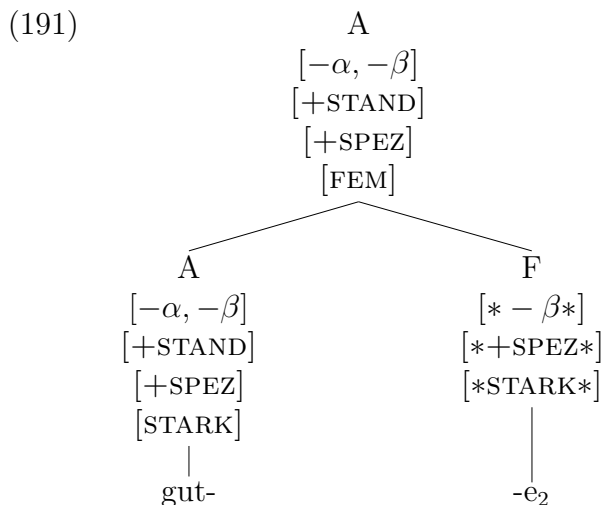 (191) A
[−α, −β]
[+STAND]
[+SPEZ]
[FEM]
A F
[−α, −β] [∗ − β∗]
[+STAND] [∗+SPEZ∗]
[+SPEZ] [∗STARK∗]
[STARK]
gut- -e₂